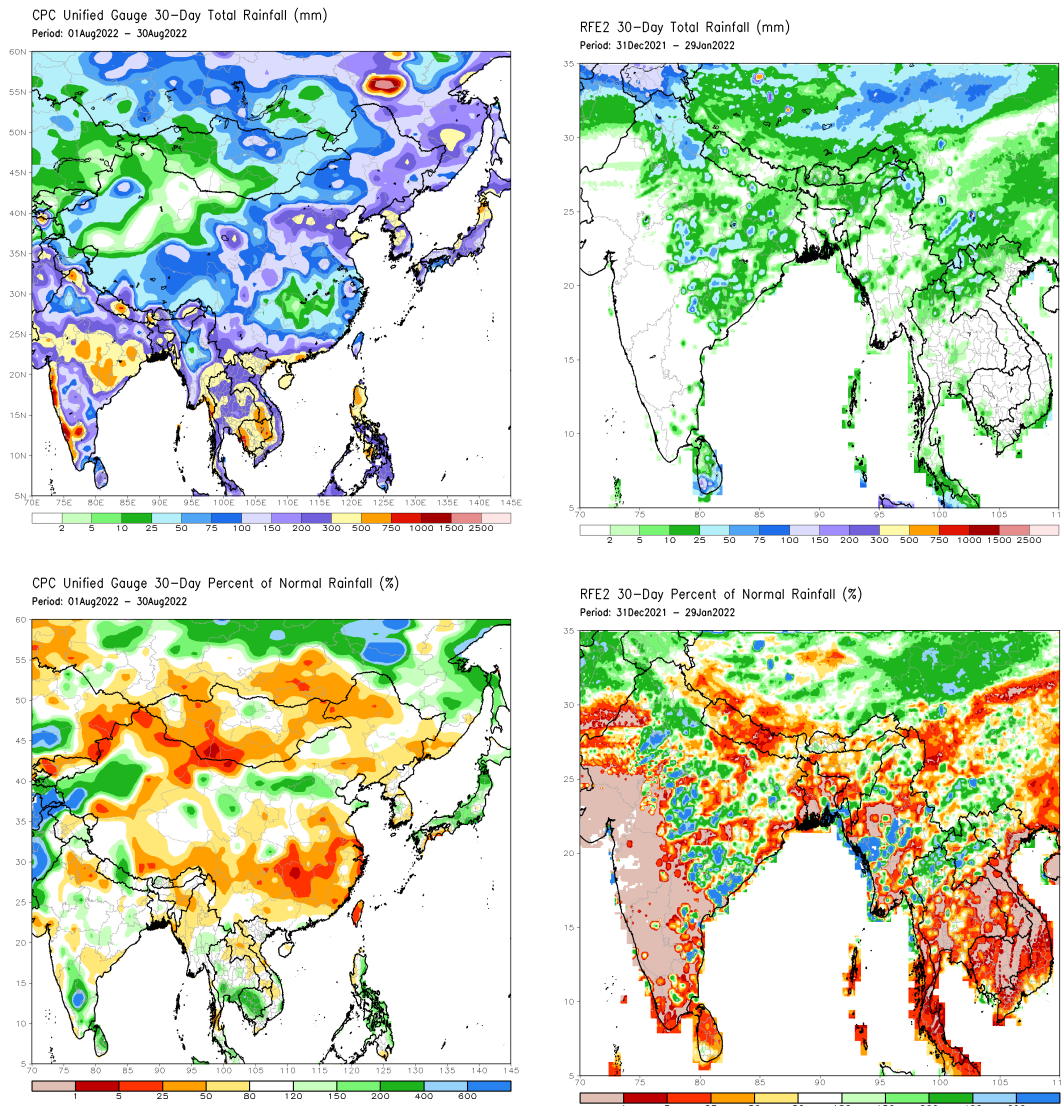 CPC Unified Gauge 30-Day Total Rainfall (mm)
Period: 01Aug2022 - 30Aug2022
60N
55N
50N
45N
40N
35N
30N
25N
20N
15N
10N
5N
70E 75E 80E 85E 90E 95E 100E 105E 110E 115E 120E 125E 130E 135E 140E 145E
2 5 10 25 50 75 100 150 200 300 500 750 1000 1500 2500
RFE2 30-Day Total Rainfall (mm)
Period: 31Dec2021 - 29Jan2022
35
30
25
20
15
10
5
70 75 80 85 90 95 100 105 11
2 5 10 25 50 75 100 150 200 300 500 750 1000 1500 2500
CPC Unified Gauge 30-Day Percent of Normal Rainfall (%)
Period: 01Aug2022 - 30Aug2022
60
55
50
45
40
35
30
25
20
15
10
5
70 75 80 85 90 95 100 105 110 115 120 125 130 135 140 145
1 5 25 50 80 120 150 200 400 600
RFE2 30-Day Percent of Normal Rainfall (%)
Period: 31Dec2021 - 29Jan2022
35
30
25
20
15
10
5
70 75 80 85 90 95 100 105 11